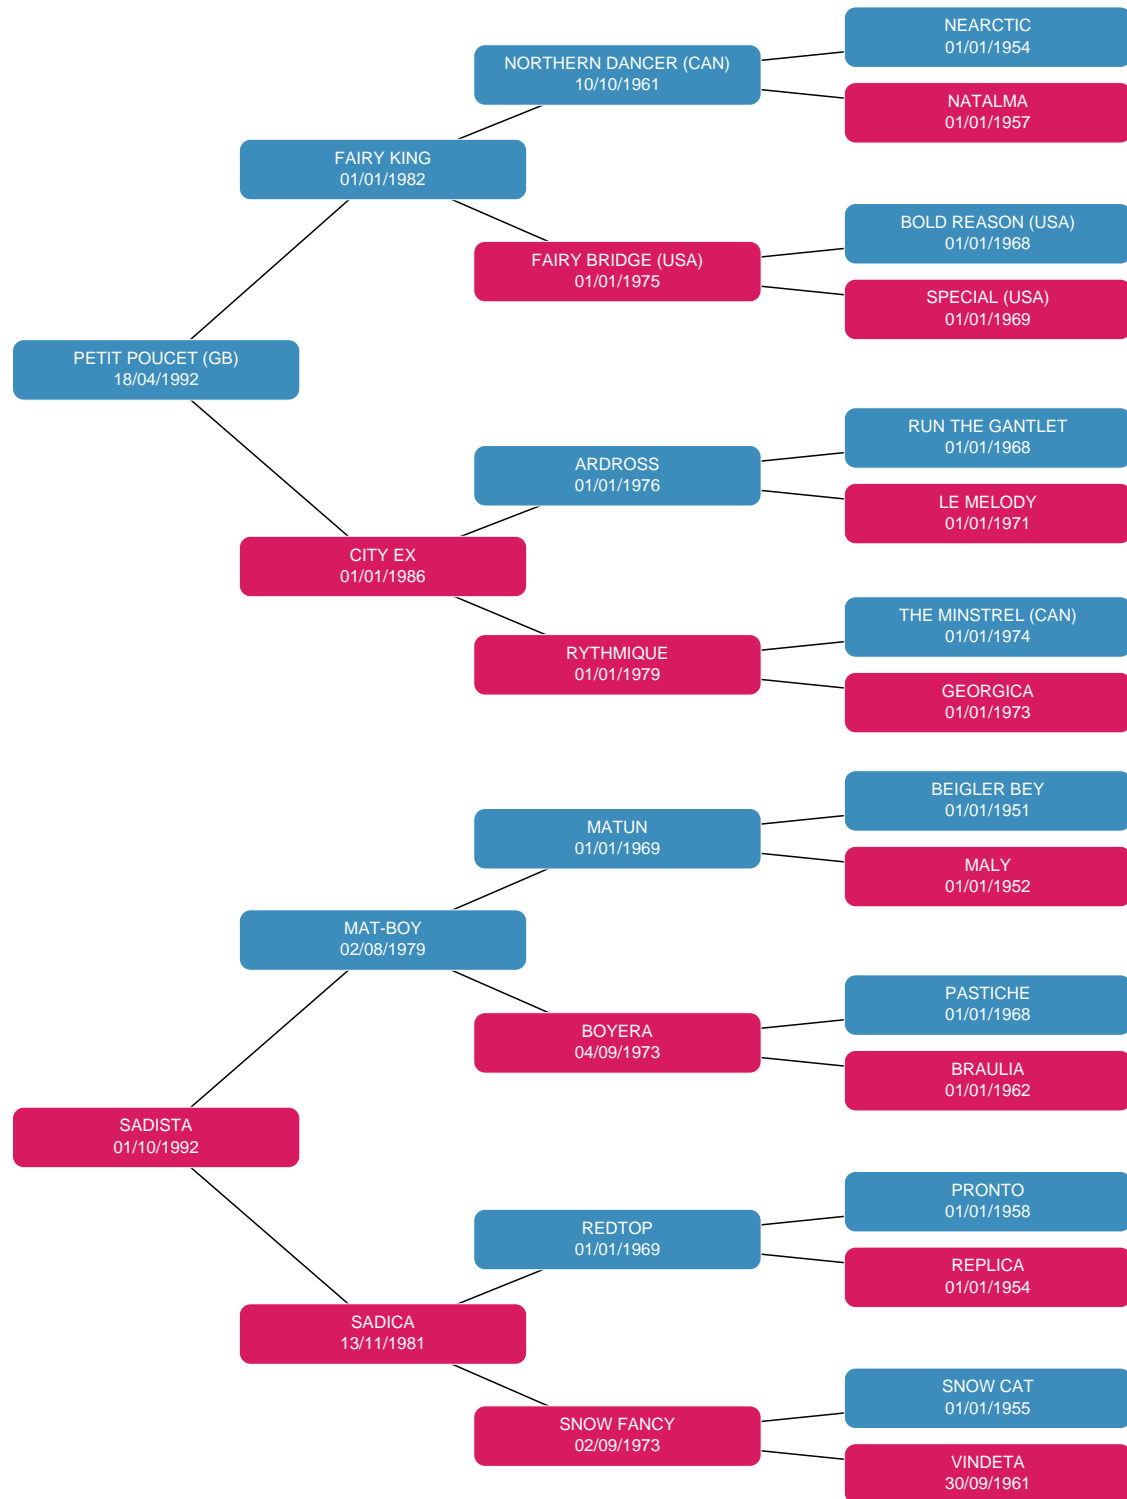 NEARCTIC
01/01/1954
NORTHERN DANCER (CAN)
10/10/1961
NATALMA
01/01/1957
FAIRY KING
01/01/1982
BOLD REASON (USA)
01/01/1968
FAIRY BRIDGE (USA)
01/01/1975
SPECIAL (USA)
01/01/1969
PETIT POUCET (GB)
18/04/1992
RUN THE GANTLET
01/01/1968
ARDROSS
01/01/1976
LE MELODY
01/01/1971
CITY EX
01/01/1986
THE MINSTREL (CAN)
01/01/1974
RYTHMIQUE
01/01/1979
GEORGICA
01/01/1973
BEIGLER BEY
01/01/1951
MATUN
01/01/1969
MALY
01/01/1952
MAT-BOY
02/08/1979
PASTICHE
01/01/1968
BOYERA
04/09/1973
BRAULIA
01/01/1962
SADISTA
01/10/1992
PRONTO
01/01/1958
REDTOP
01/01/1969
REPLICA
01/01/1954
SADICA
13/11/1981
SNOW CAT
01/01/1955
SNOW FANCY
02/09/1973
VINDETA
30/09/1961